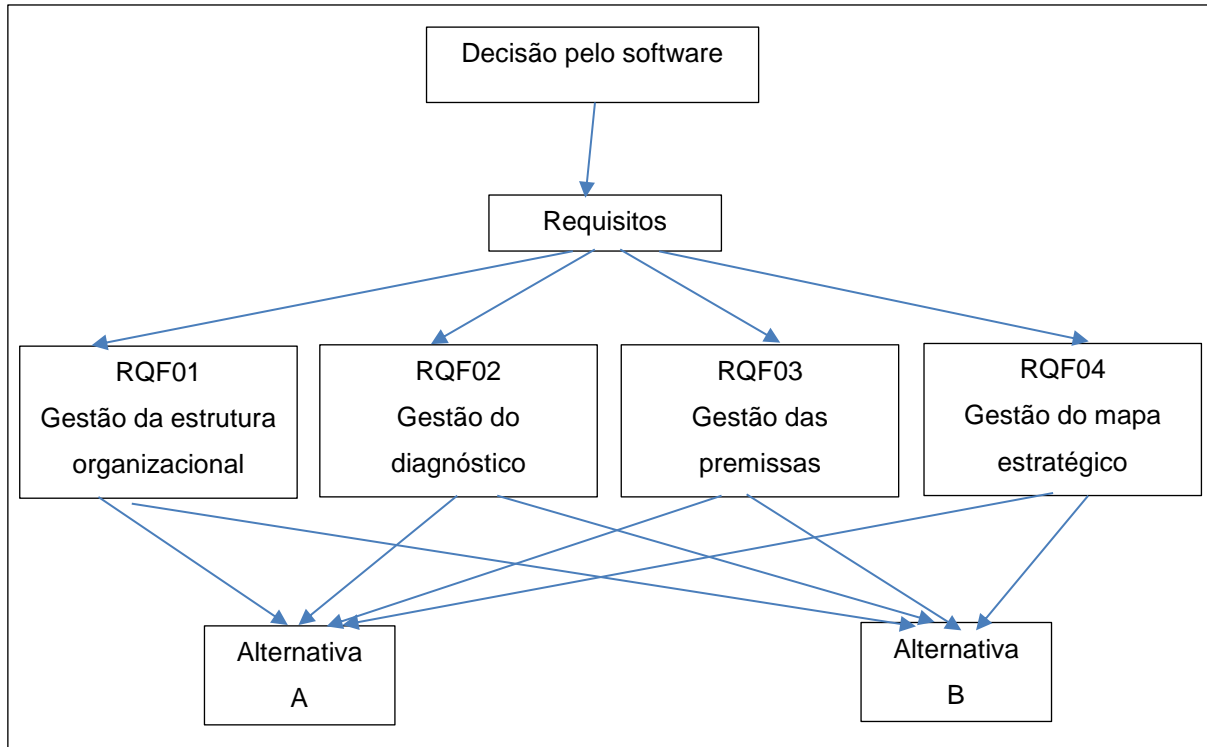 Decisão pelo software
Requisitos
RQF01
Gestão da estrutura
organizacional
RQF02
Gestão do
diagnóstico
RQF03
Gestão das
premissas
RQF04
Gestão do mapa
estratégico
Alternativa
A
Alternativa
B